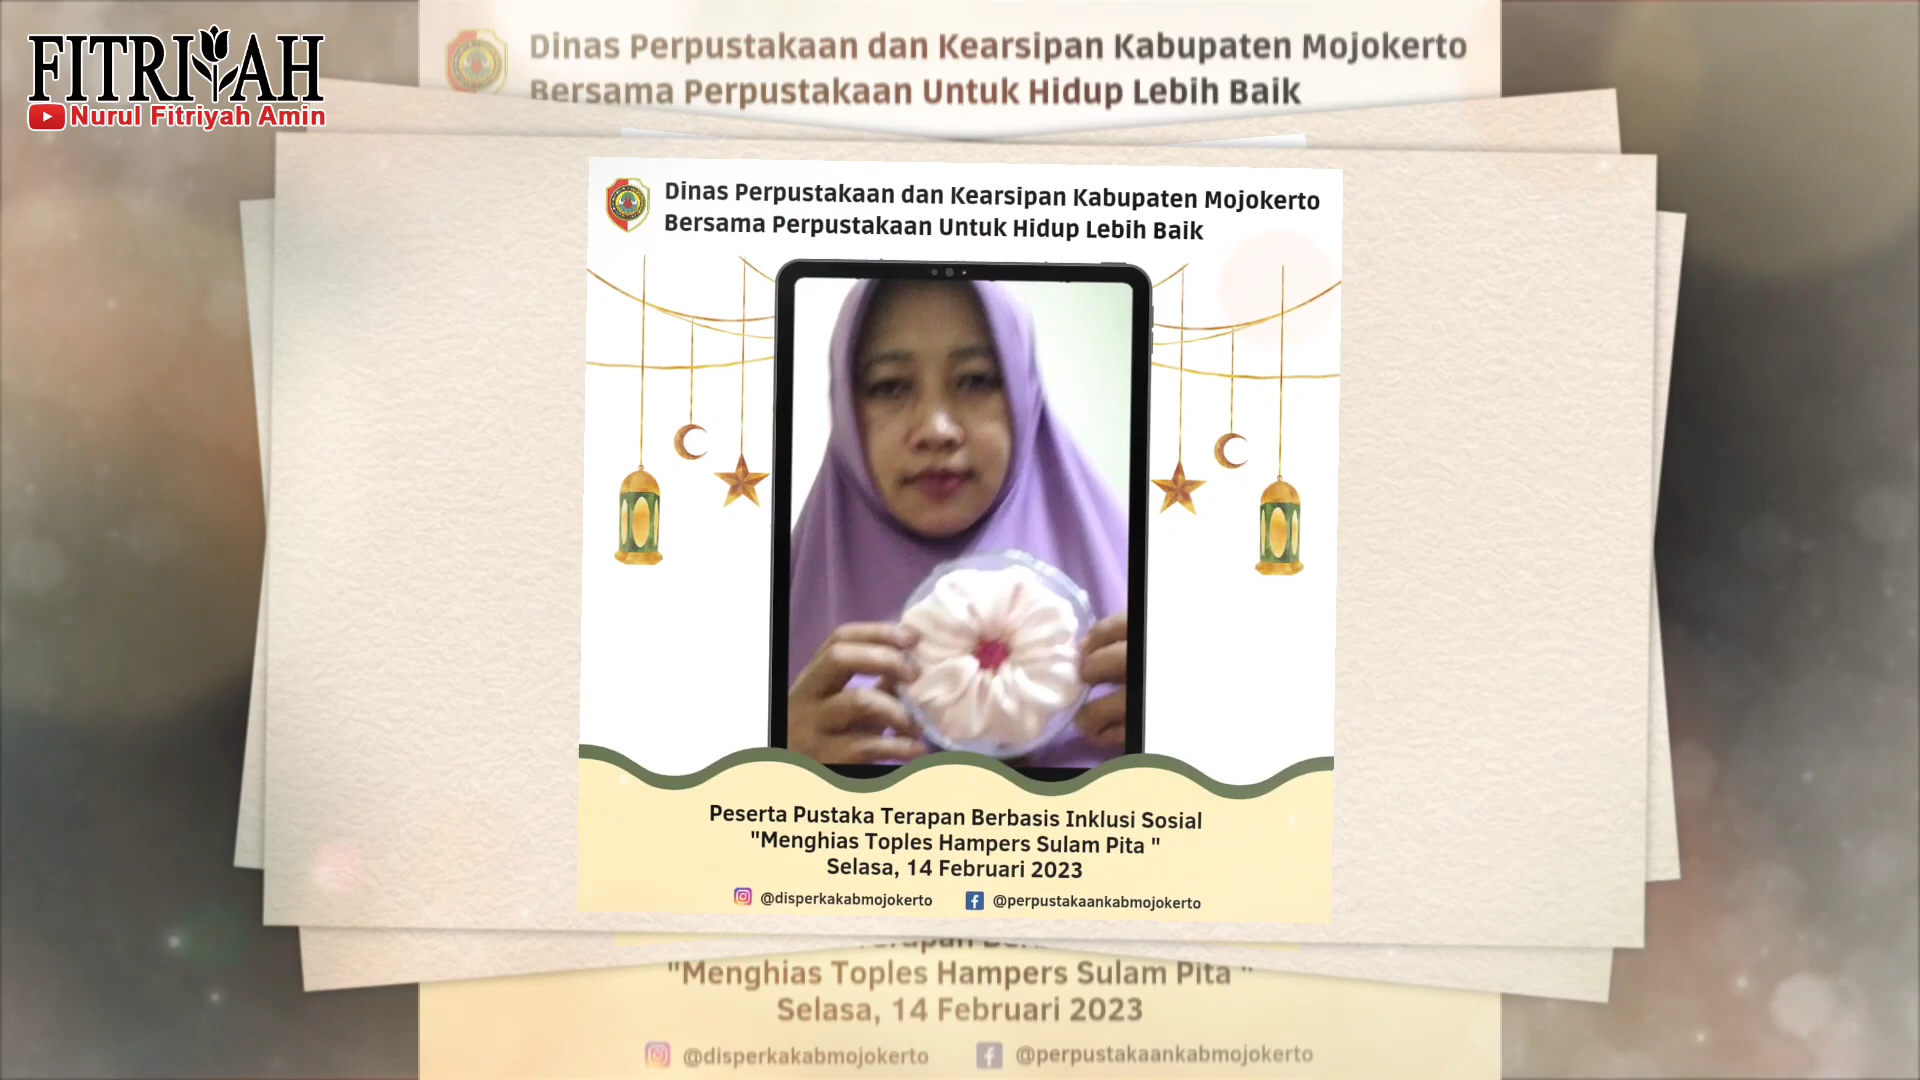 FITRIYAH
Nurul Fitriyah Amin
Dinas Perpustakaan dan Kearsipan Kabupaten Mojokerto
Bersama Perpustakaan Untuk Hidup Lebih Baik
Dinas Perpustakaan dan Kearsipan Kabupaten Mojokerto
Bersama Perpustakaan Untuk Hidup Lebih Baik
Peserta Pustaka Terapan Berbasis Inklusi Sosial
"Menghias Toples Hampers Sulam Pita "
Selasa, 14 Februari 2023
@disperkakabmojokerto @perpustakaankabmojokerto
"Menghias Toples Hampers Sulam Pita "
Selasa, 14 Februari 2023
@disperkakabmojokerto @perpustakaankabmojokerto